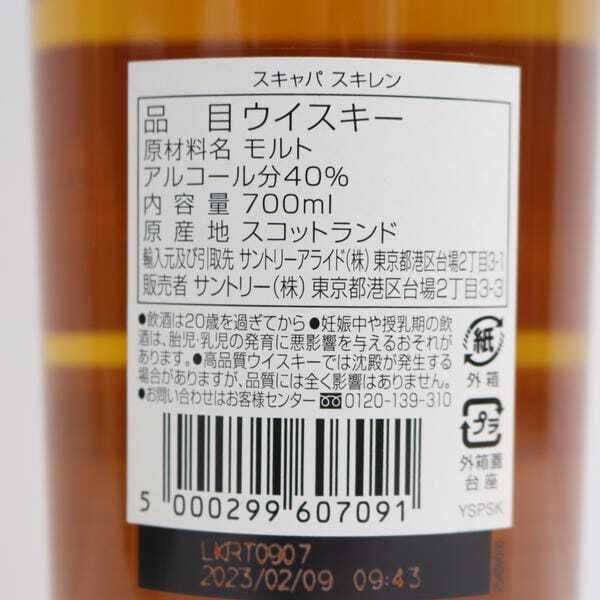 スキャパ スキレン
品 目 ウイスキー
原材料名 モルト
アルコール分40%
内 容 量 700ml
原 産 地 スコットランド
輸入元及び引取先 サントリーアライド(株) 東京都港区台場2丁目3-1
販売者 サントリー(株) 東京都港区台場2丁目3-3
●飲酒は20歳を過ぎてから ●妊娠中や授乳期の飲
酒は、胎児・乳児の発育に悪影響を与えるおそれが
あります。●高品質ウイスキーでは沈殿が発生する
場合がありますが、品質には全く影響ありません。
●お問い合わせはお客様センター 0120-139-310
紙
外箱
プラ
外箱蓋
台座
YSPSK
5 000299 607091
LKRT0907
2023/02/09 09:43